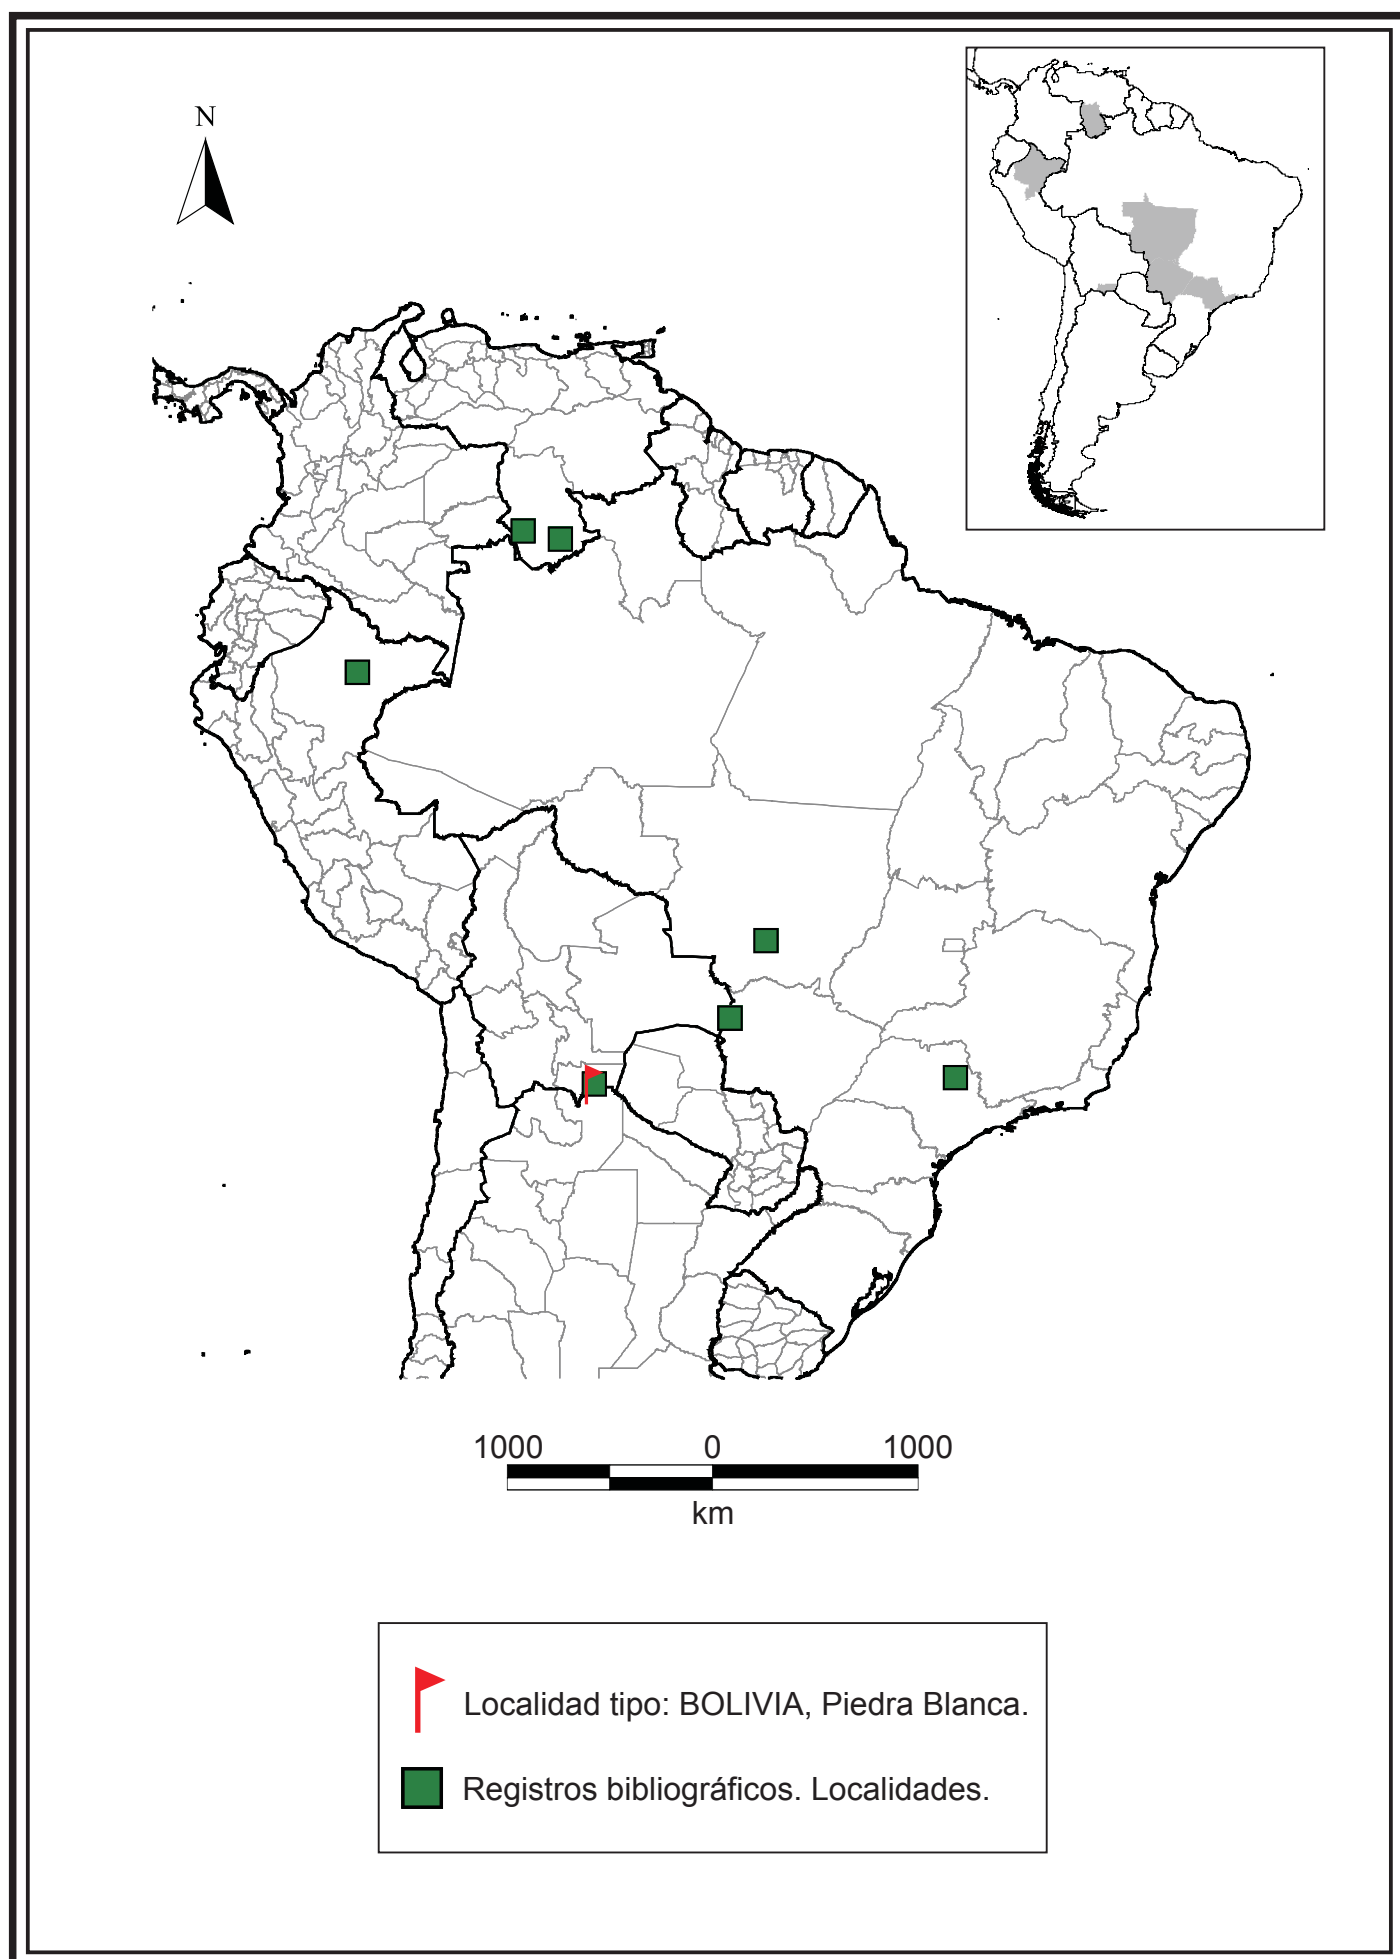 N
1000 0 1000
km
Localidad tipo: BOLIVIA, Piedra Blanca.
Registros bibliográficos. Localidades.